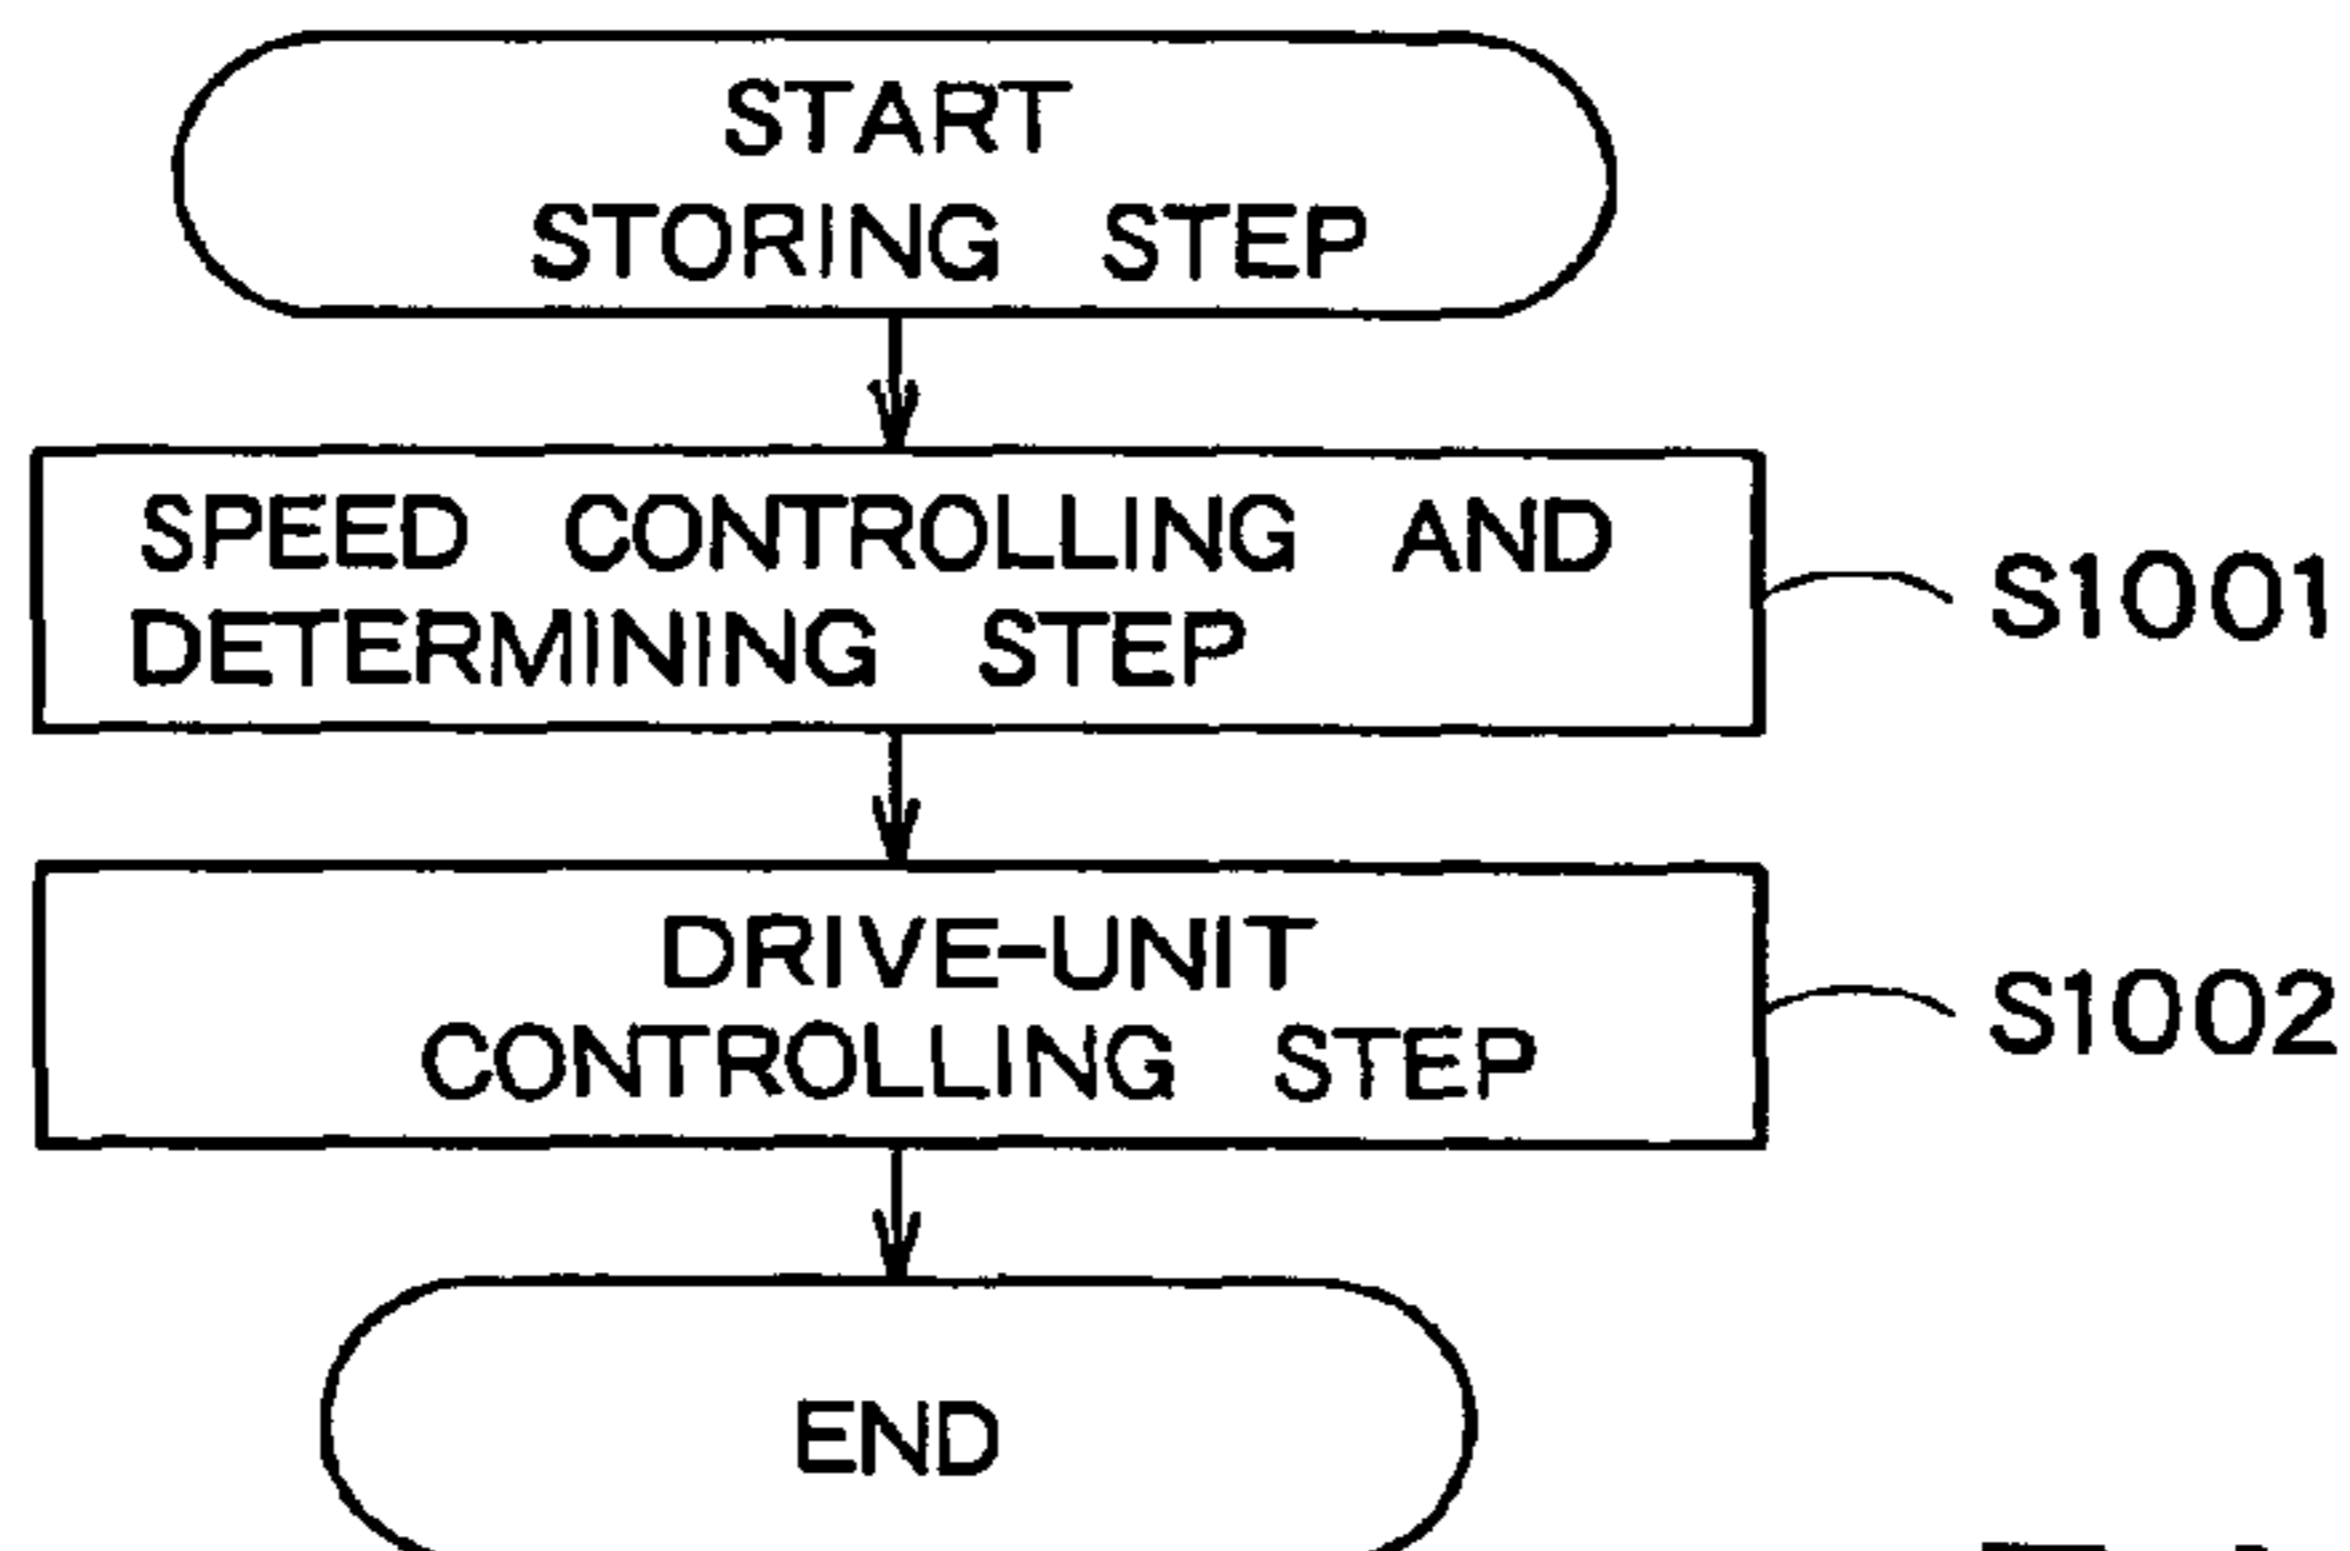 START
STORING STEP
SPEED CONTROLLING AND
DETERMINING STEP
S1001
DRIVE-UNIT
CONTROLLING STEP
S1002
END